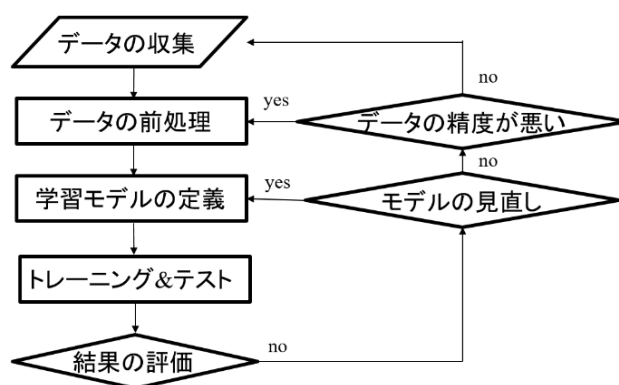 データの収集
no
yes
データの前処理
データの精度が悪い
no
yes
学習モデルの定義
モデルの見直し
トレーニング&テスト
no
結果の評価